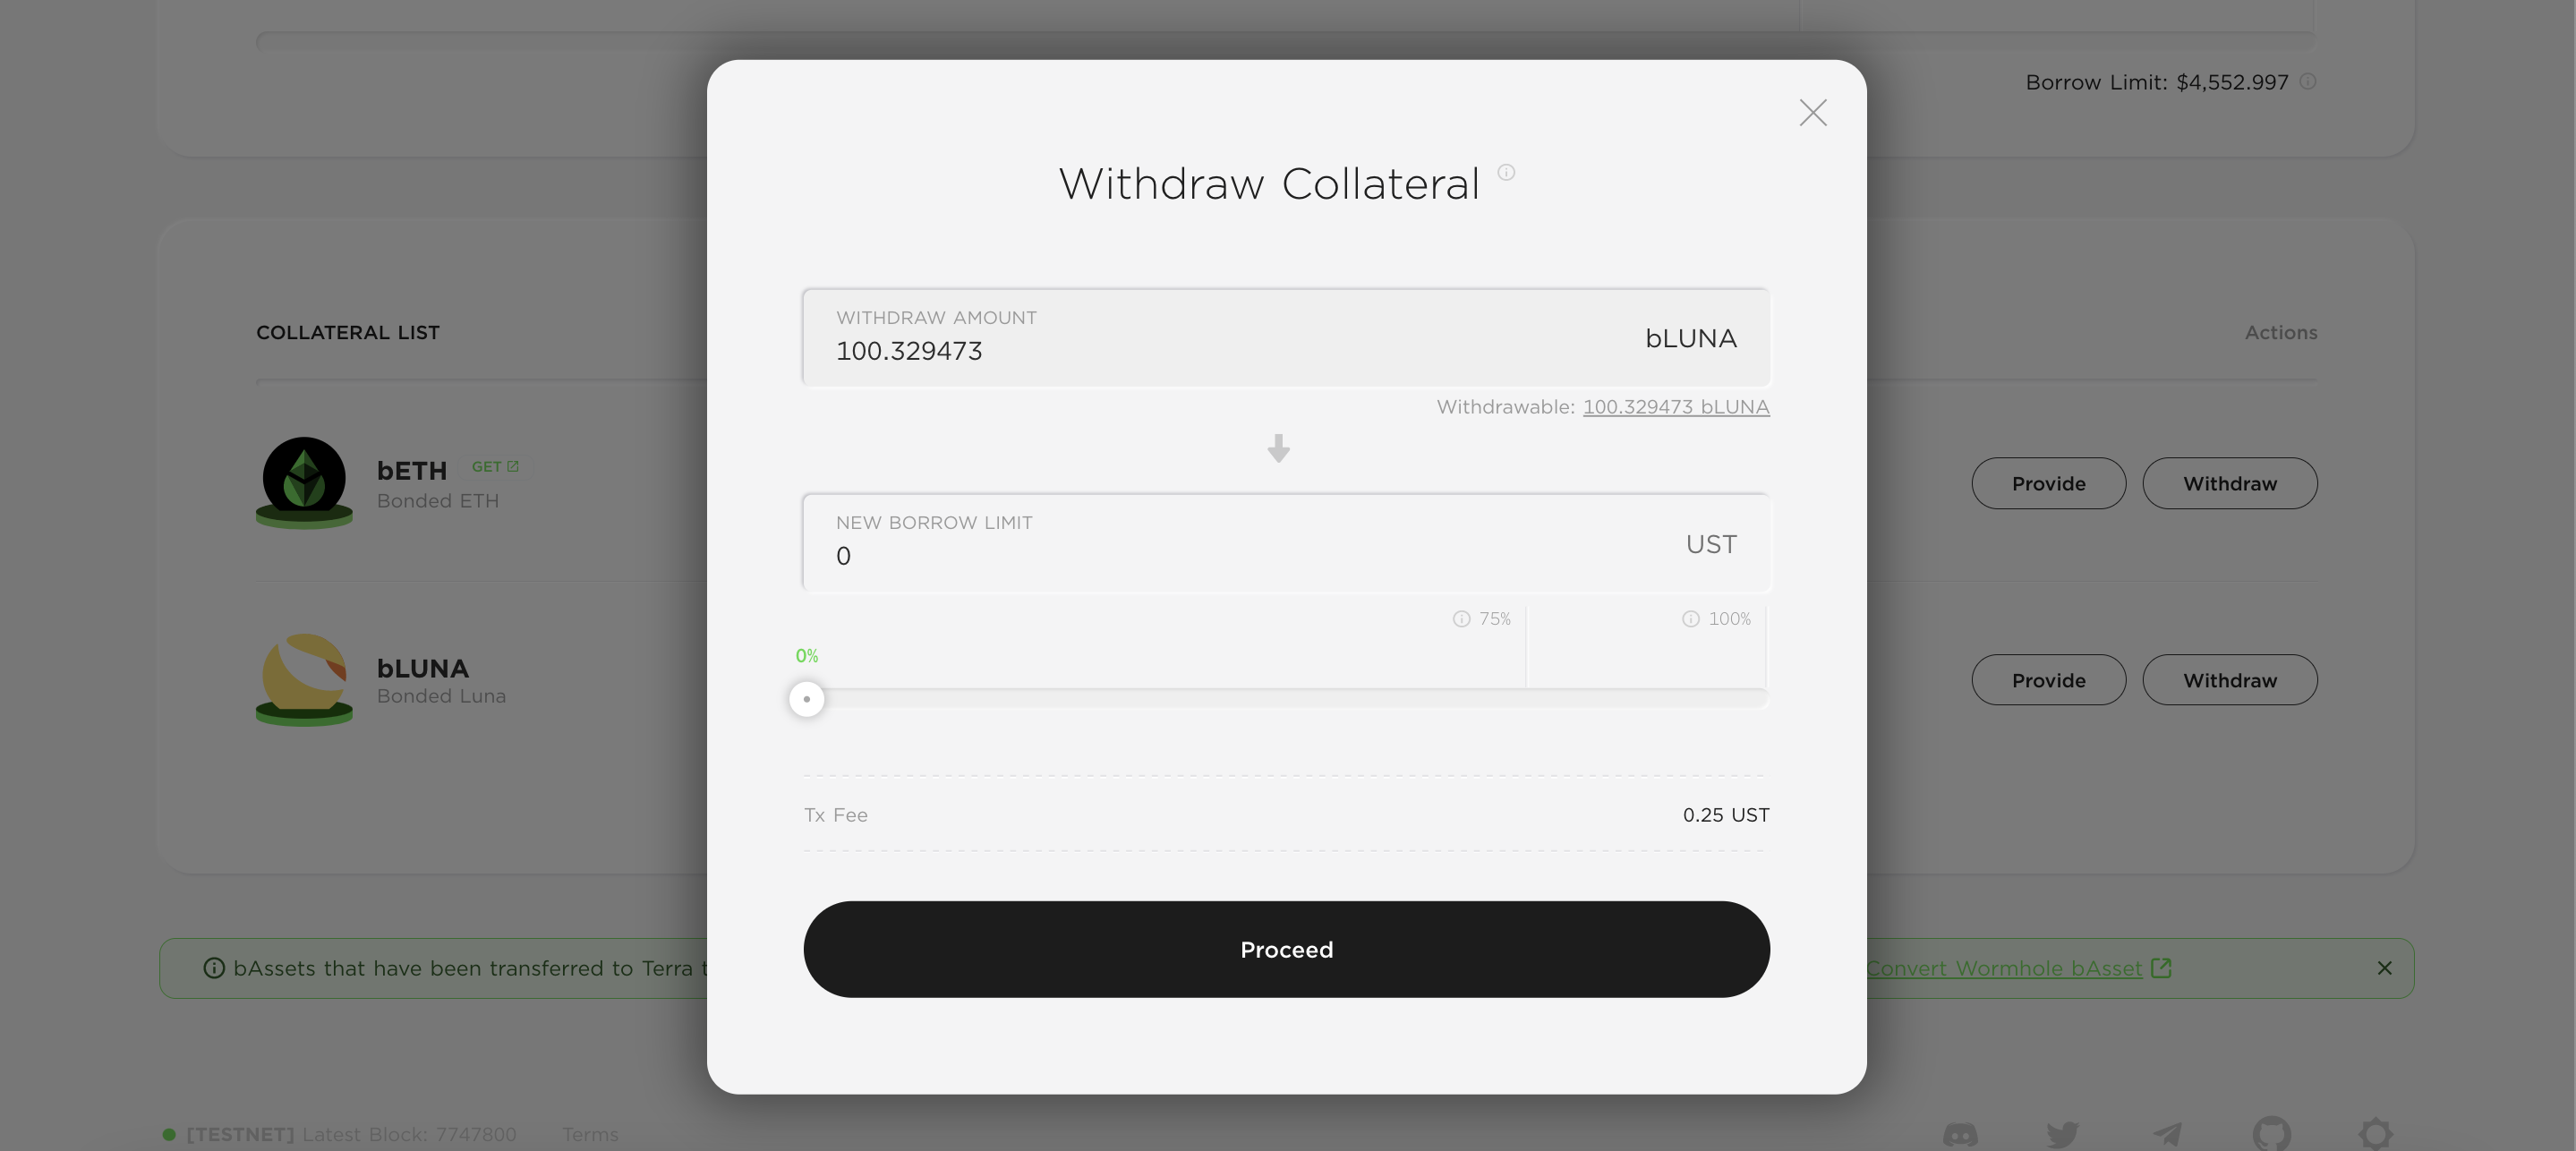 Borrow Limit: $4,552.997
Withdraw Collateral
WITHDRAW AMOUNT
100.329473
bLUNA
Withdrawable: 100.329473 bLUNA
NEW BORROW LIMIT
0
UST
75%
100%
0%
Tx Fee
0.25 UST
Proceed
COLLATERAL LIST
Actions
bETH GET
Bonded ETH
Provide
Withdraw
bLUNA
Bonded Luna
Provide
Withdraw
bAssets that have been transferred to Terra
Convert Wormhole bAsset
[TESTNET] Latest Block: 7747800
Terms